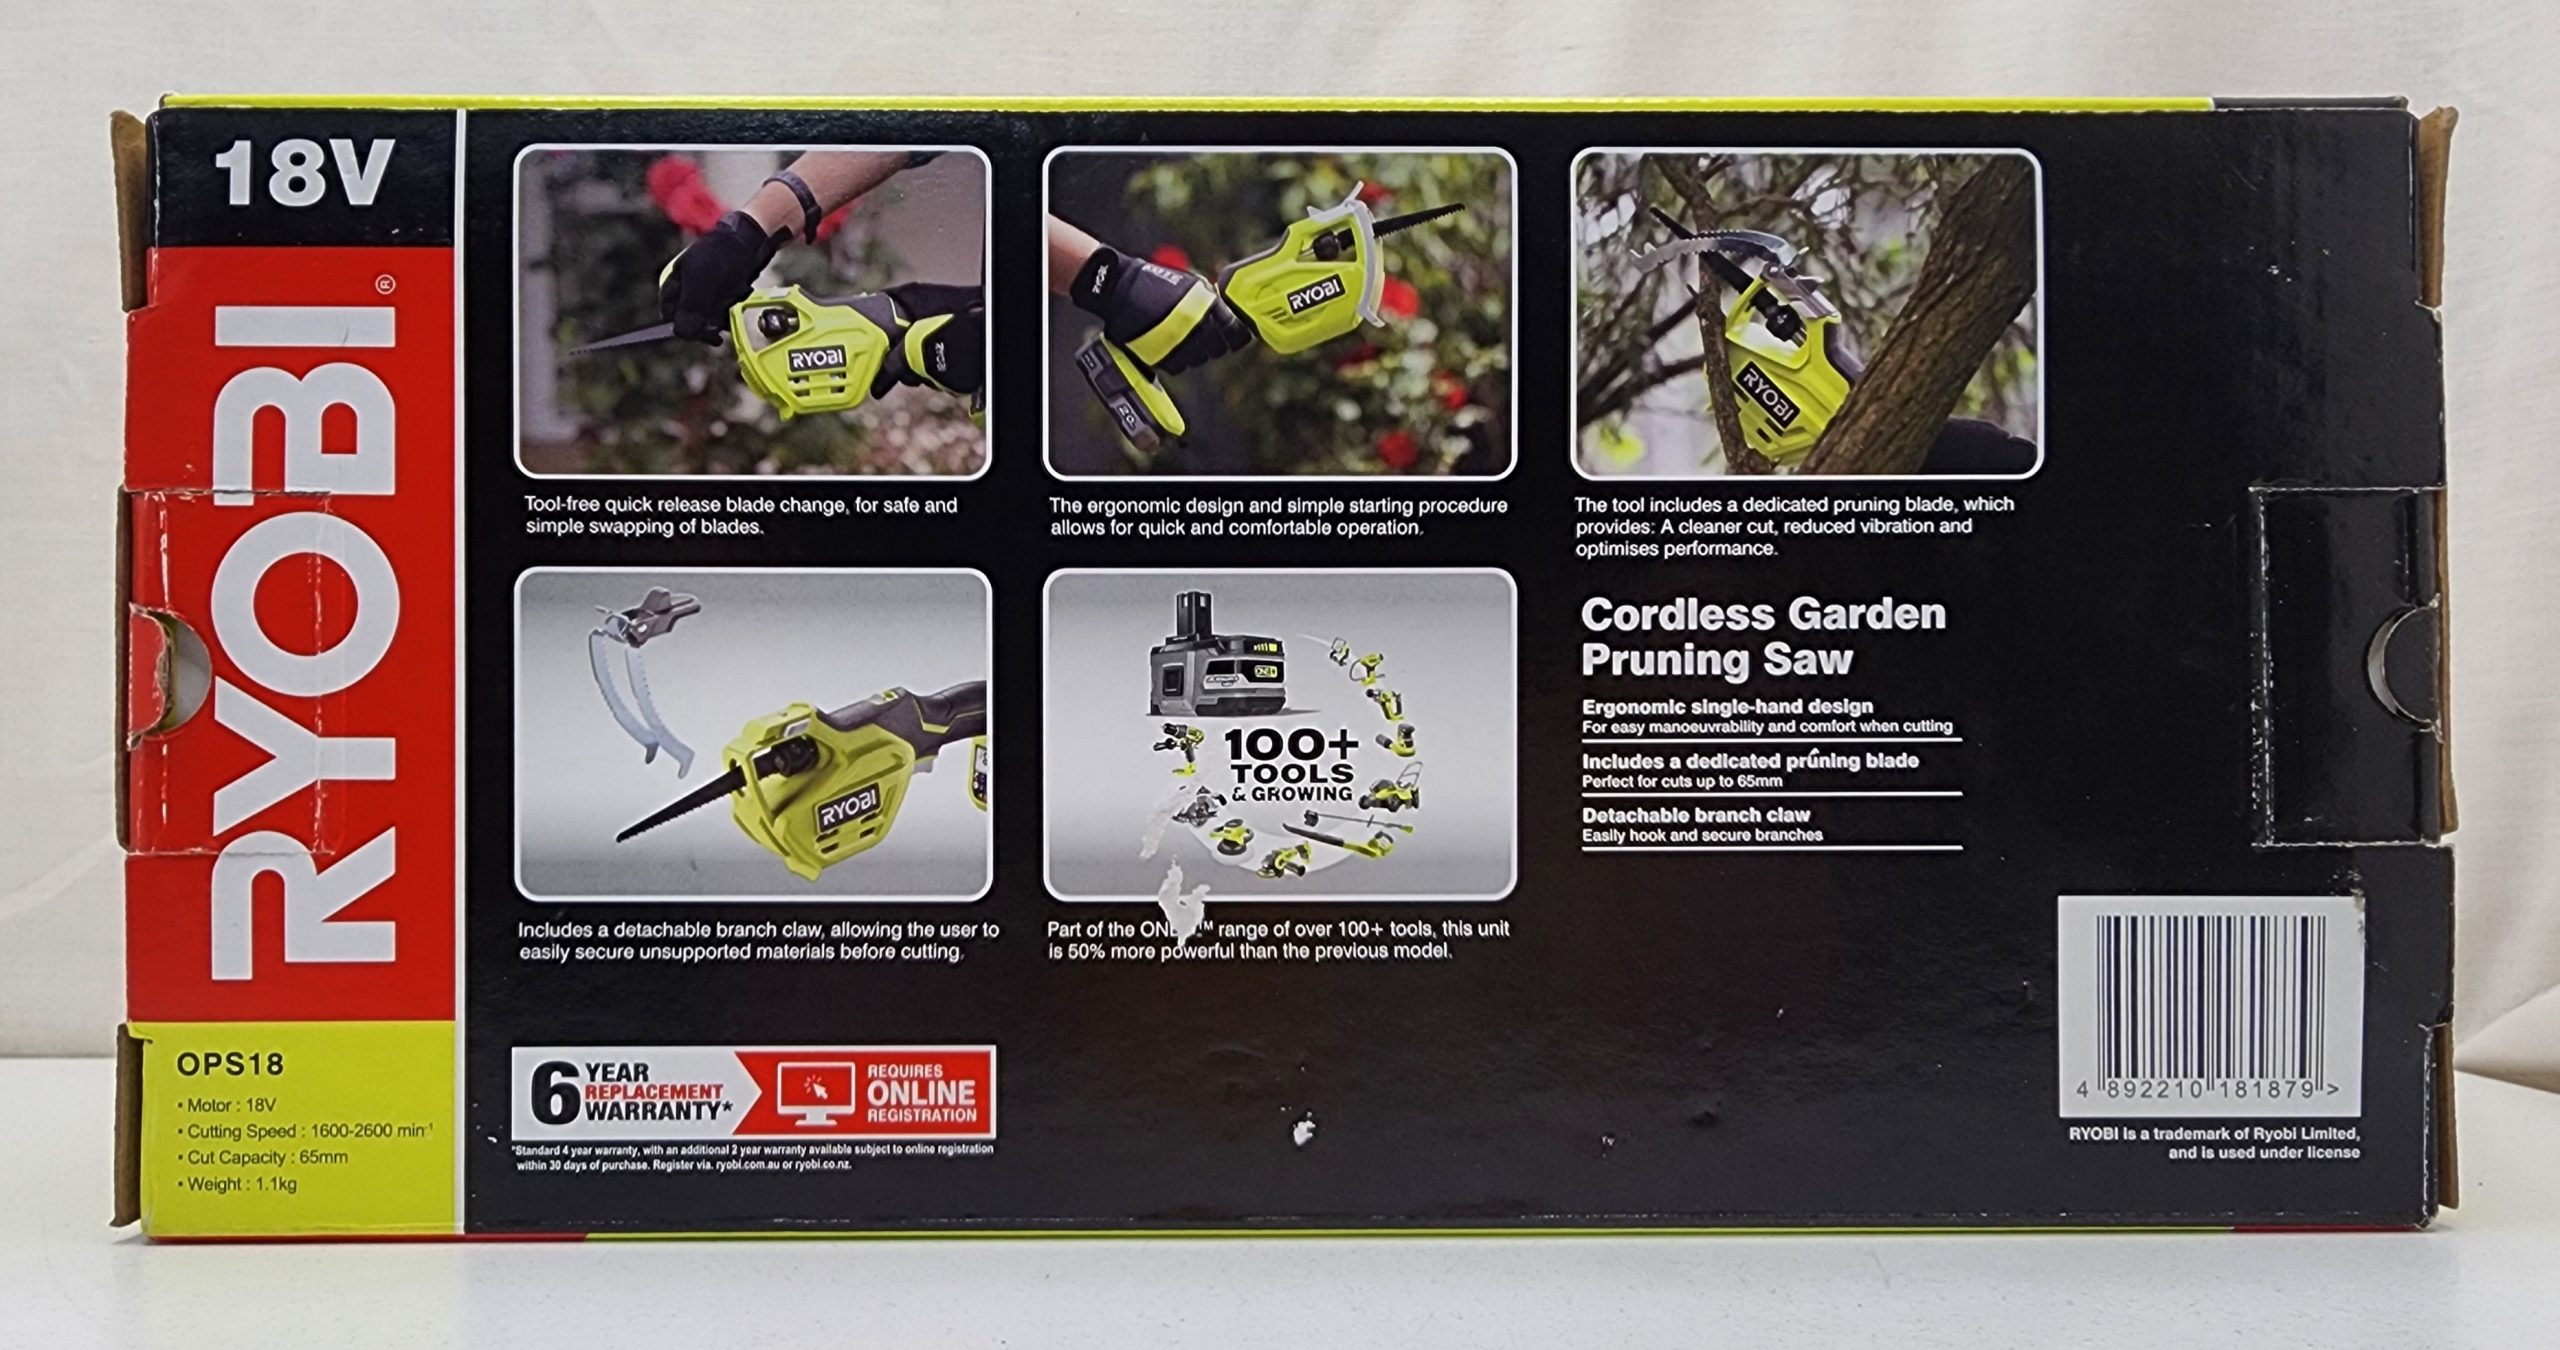 18V
RYOBI®
OPS18
• Motor : 18V
• Cutting Speed : 1600-2600 min⁻¹
• Cut Capacity : 65mm
• Weight : 1.1kg
RYOBI
Tool-free quick release blade change, for safe and
simple swapping of blades.
RYOBI
RYOBI
The ergonomic design and simple starting procedure
allows for quick and comfortable operation.
RYOBI
The tool includes a dedicated pruning blade, which
provides: A cleaner cut, reduced vibration and
optimises performance.
RYOBI
Includes a detachable branch claw, allowing the user to
easily secure unsupported materials before cutting.
100+
TOOLS
& GROWING
Part of the ™ range of over 100+ tools, this unit
is 50% more powerful than the previous model.
Cordless Garden
Pruning Saw
Ergonomic single-hand design
For easy manoeuvrability and comfort when cutting
Includes a dedicated pruning blade
Perfect for cuts up to 65mm
Detachable branch claw
Easily hook and secure branches
6 YEAR
REPLACEMENT
WARRANTY*
REQUIRES
ONLINE
REGISTRATION
*Standard 4 year warranty, with an additional 2 year warranty available subject to online registration
within 30 days of purchase. Register via. ryobi.com.au or ryobi.co.nz.
4 892210 181879 >
RYOBI is a trademark of Ryobi Limited,
and is used under license